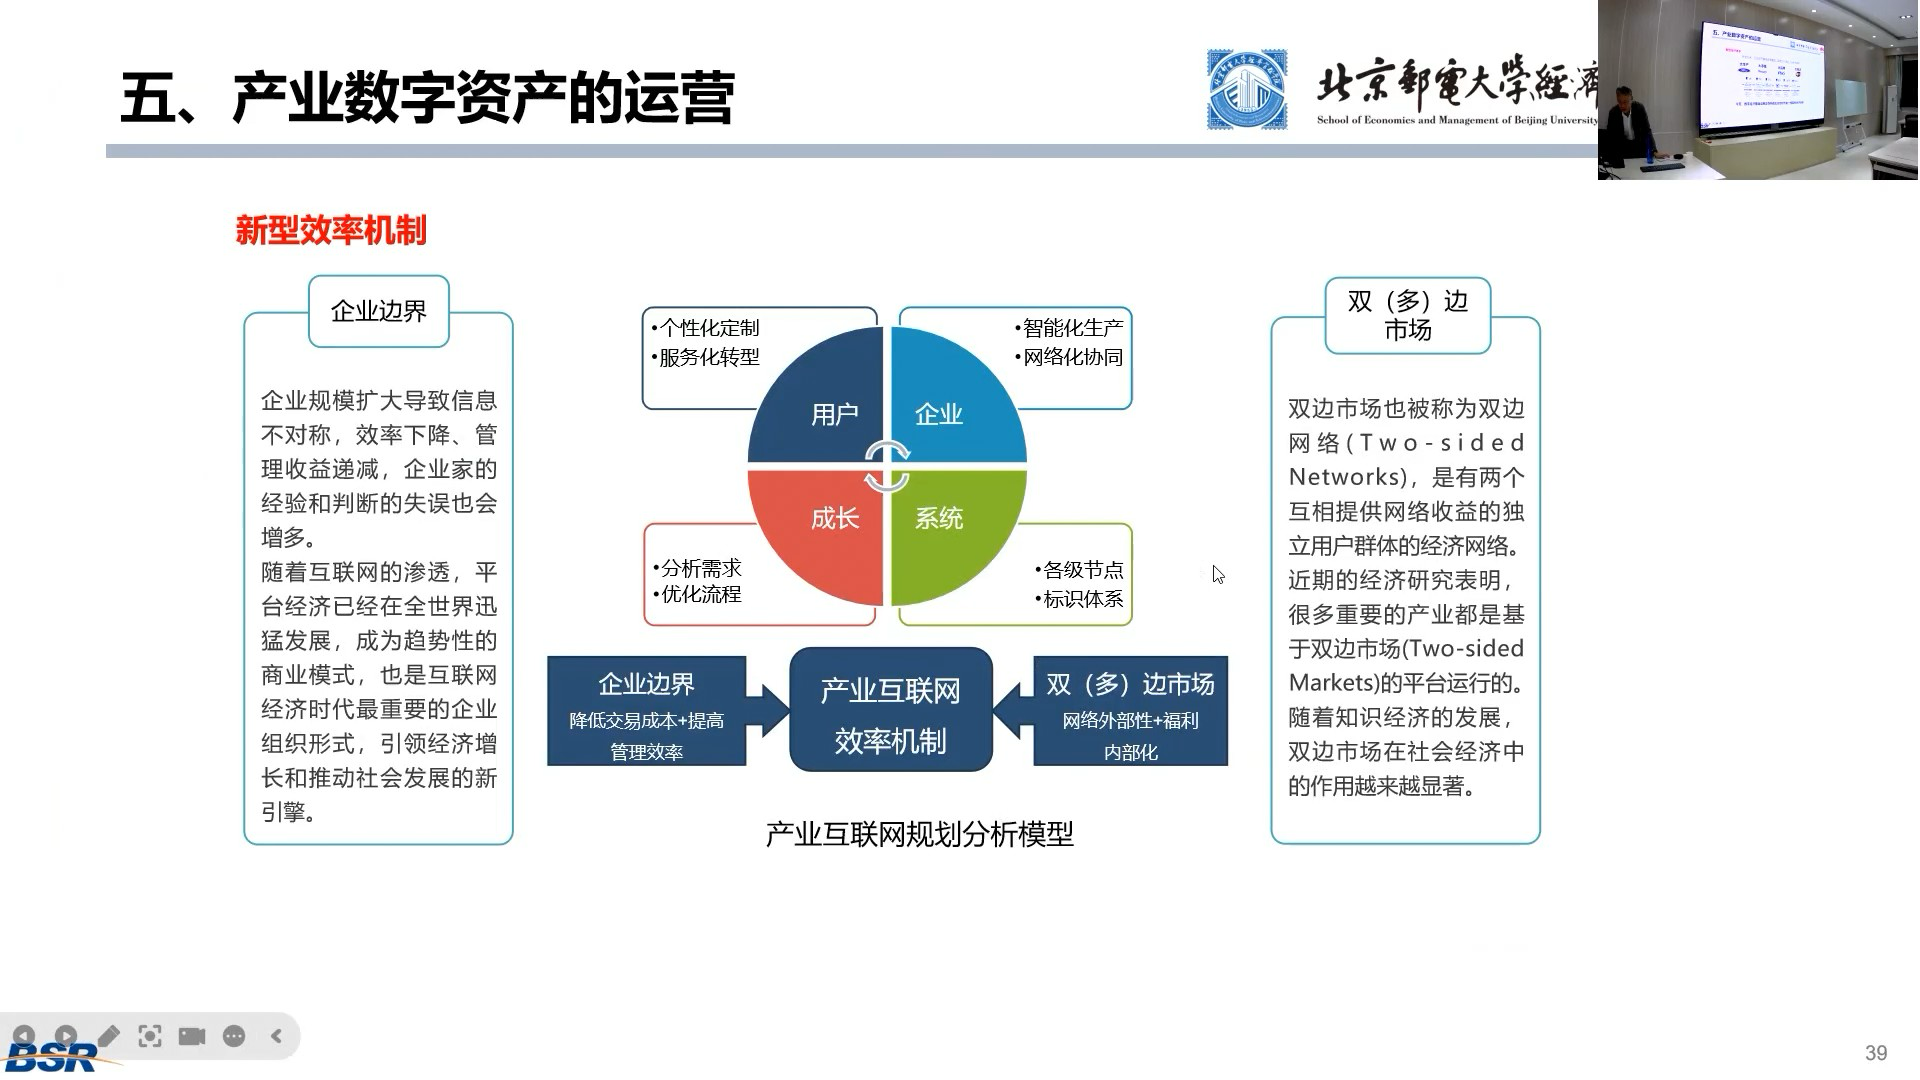 五、产业数字资产的运营
北京郵電大学経濟
School of Economics and Management of Beijing University
新型效率机制
企业边界
企业规模扩大导致信息
不对称，效率下降、管
理收益递减，企业家的
经验和判断的失误也会
增多。
随着互联网的渗透，平
台经济已经在全世界迅
猛发展，成为趋势性的
商业模式，也是互联网
经济时代最重要的企业
组织形式，引领经济增
长和推动社会发展的新
引擎。
•个性化定制
•服务化转型
•智能化生产
•网络化协同
用户
企业
成长
系统
•分析需求
•优化流程
•各级节点
•标识体系
企业边界
降低交易成本+提高
管理效率
产业互联网
效率机制
双（多）边市场
网络外部性+福利
内部化
产业互联网规划分析模型
双（多）边
市场
双边市场也被称为双边
网络(Two-sided
Networks)，是有两个
互相提供网络收益的独
立用户群体的经济网络。
近期的经济研究表明，
很多重要的产业都是基
于双边市场(Two-sided
Markets)的平台运行的。
随着知识经济的发展，
双边市场在社会经济中
的作用越来越显著。
BSR
39